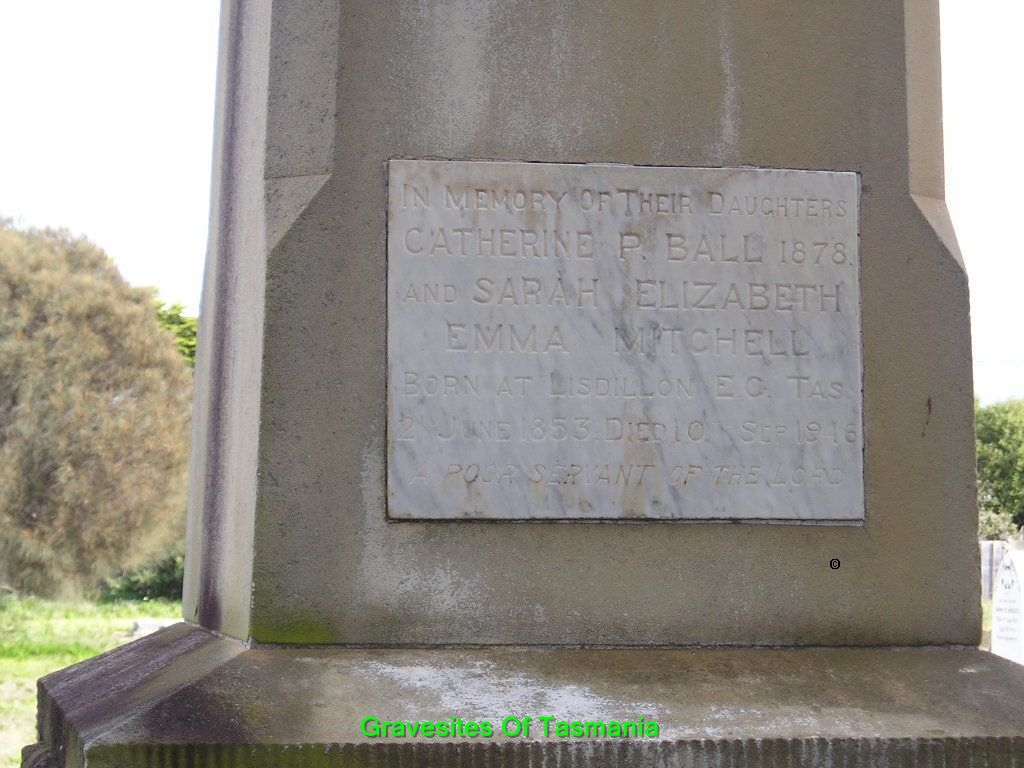 IN MEMORY OF THEIR DAUGHTERS
CATHERINE P. BALL 1878.
AND SARAH ELIZABETH
EMMA MITCHELL
BORN AT LISDILLON E.C. TAS.
2ND JUNE 1853. DIED 10TH SEP 1946
A POOR SERVANT OF THE LORD
©
Gravesites Of Tasmania